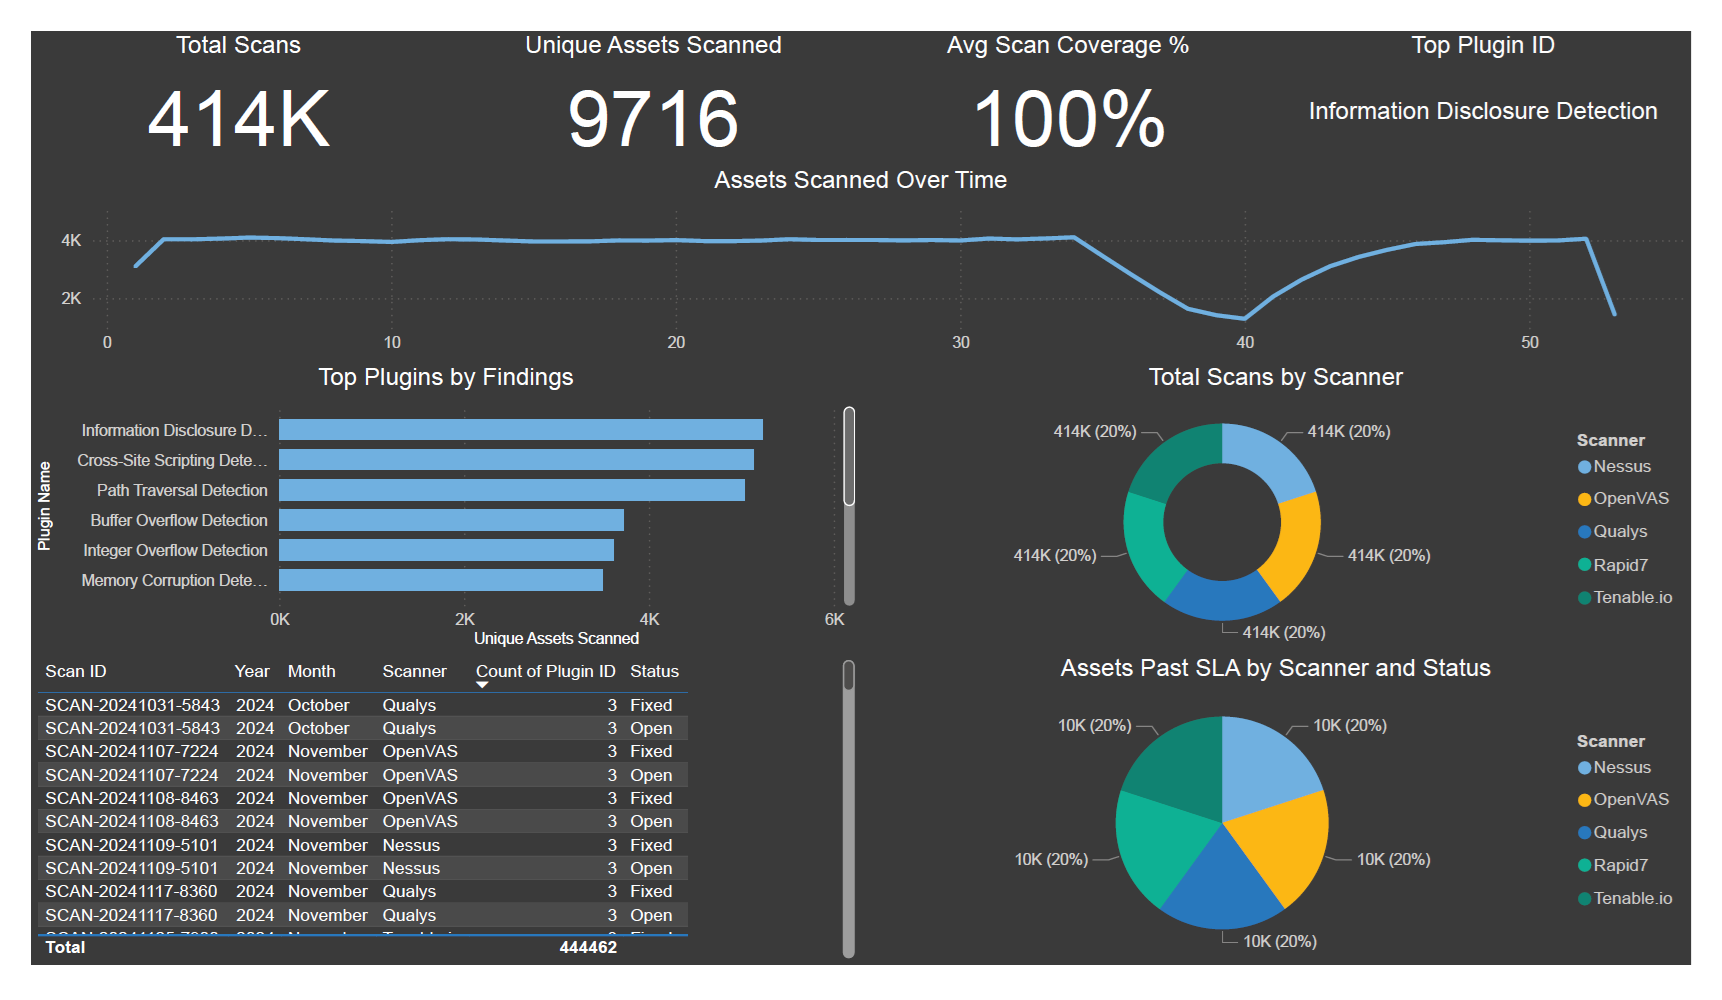 Total Scans
Unique Assets Scanned
Avg Scan Coverage %
Top Plugin ID
414K
9716
100%
Information Disclosure Detection
Assets Scanned Over Time
4K
2K
0 10 20 30 40 50
Top Plugins by Findings
Plugin Name
Information Disclosure D...
Cross-Site Scripting Dete...
Path Traversal Detection
Buffer Overflow Detection
Integer Overflow Detection
Memory Corruption Dete...
0K 2K 4K 6K
Unique Assets Scanned
Total Scans by Scanner
414K (20%)
414K (20%)
414K (20%)
414K (20%)
414K (20%)
Scanner
Nessus
OpenVAS
Qualys
Rapid7
Tenable.io
Scan ID Year Month Scanner Count of Plugin ID Status
SCAN-20241031-5843 2024 October Qualys 3 Fixed
SCAN-20241031-5843 2024 October Qualys 3 Open
SCAN-20241107-7224 2024 November OpenVAS 3 Fixed
SCAN-20241107-7224 2024 November OpenVAS 3 Open
SCAN-20241108-8463 2024 November OpenVAS 3 Fixed
SCAN-20241108-8463 2024 November OpenVAS 3 Open
SCAN-20241109-5101 2024 November Nessus 3 Fixed
SCAN-20241109-5101 2024 November Nessus 3 Open
SCAN-20241117-8360 2024 November Qualys 3 Fixed
SCAN-20241117-8360 2024 November Qualys 3 Open
Total 444462
Assets Past SLA by Scanner and Status
10K (20%)
10K (20%)
10K (20%)
10K (20%)
10K (20%)
Scanner
Nessus
OpenVAS
Qualys
Rapid7
Tenable.io